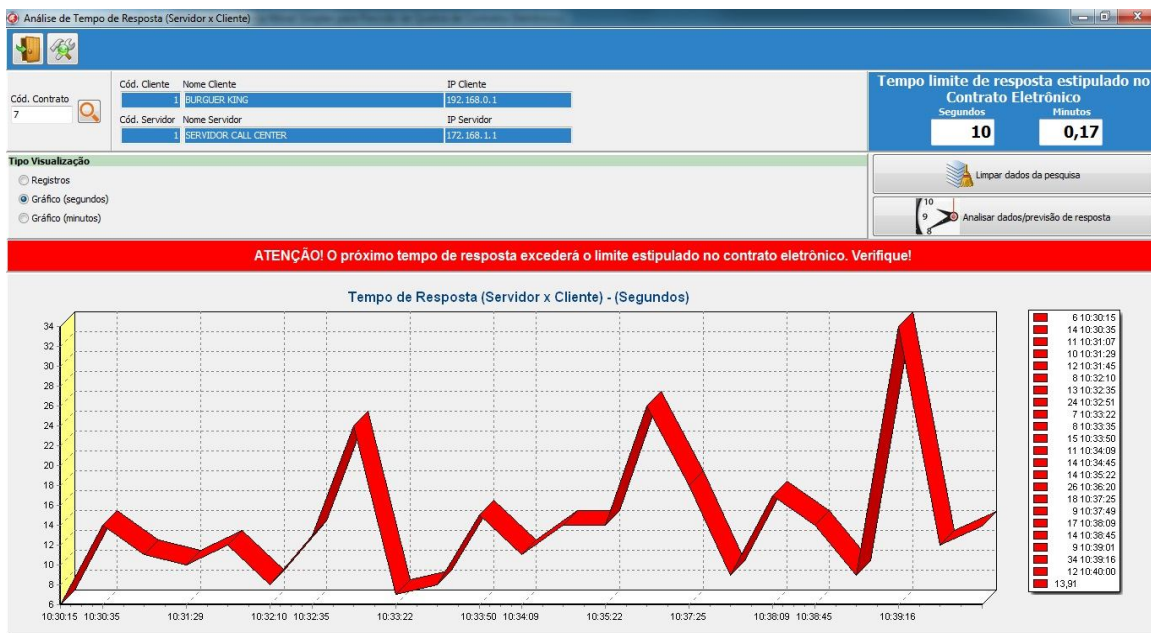 Análise de Tempo de Resposta (Servidor x Cliente)
Cód. Contrato
7
Cód. Cliente Nome Cliente IP Cliente
1 BURGUER KING 192.168.0.1
Cód. Servidor Nome Servidor IP Servidor
1 SERVIDOR CALL CENTER 172.168.1.1
Tempo limite de resposta estipulado no
Contrato Eletrônico
Segundos Minutos
10 0,17
Tipo Visualização
Registros
Gráfico (segundos)
Gráfico (minutos)
Limpar dados da pesquisa
10
9
8
Analisar dados/previsão de resposta
ATENÇÃO! O próximo tempo de resposta excederá o limite estipulado no contrato eletrônico. Verifique!
Tempo de Resposta (Servidor x Cliente) - (Segundos)
34
32
30
28
26
24
22
20
18
16
14
12
10
8
6
10:30:15 10:30:35 10:31:29 10:32:10 10:32:35 10:33:22 10:33:50 10:34:09 10:35:22 10:37:25 10:38:09 10:38:45 10:39:16
6 10:30:15
14 10:30:35
11 10:31:07
10 10:31:29
12 10:31:45
8 10:32:10
13 10:32:35
24 10:32:51
7 10:33:22
8 10:33:35
15 10:33:50
11 10:34:09
14 10:34:45
14 10:35:22
26 10:36:20
18 10:37:25
9 10:37:49
17 10:38:09
14 10:38:45
9 10:39:01
34 10:39:16
12 10:40:00
13,91